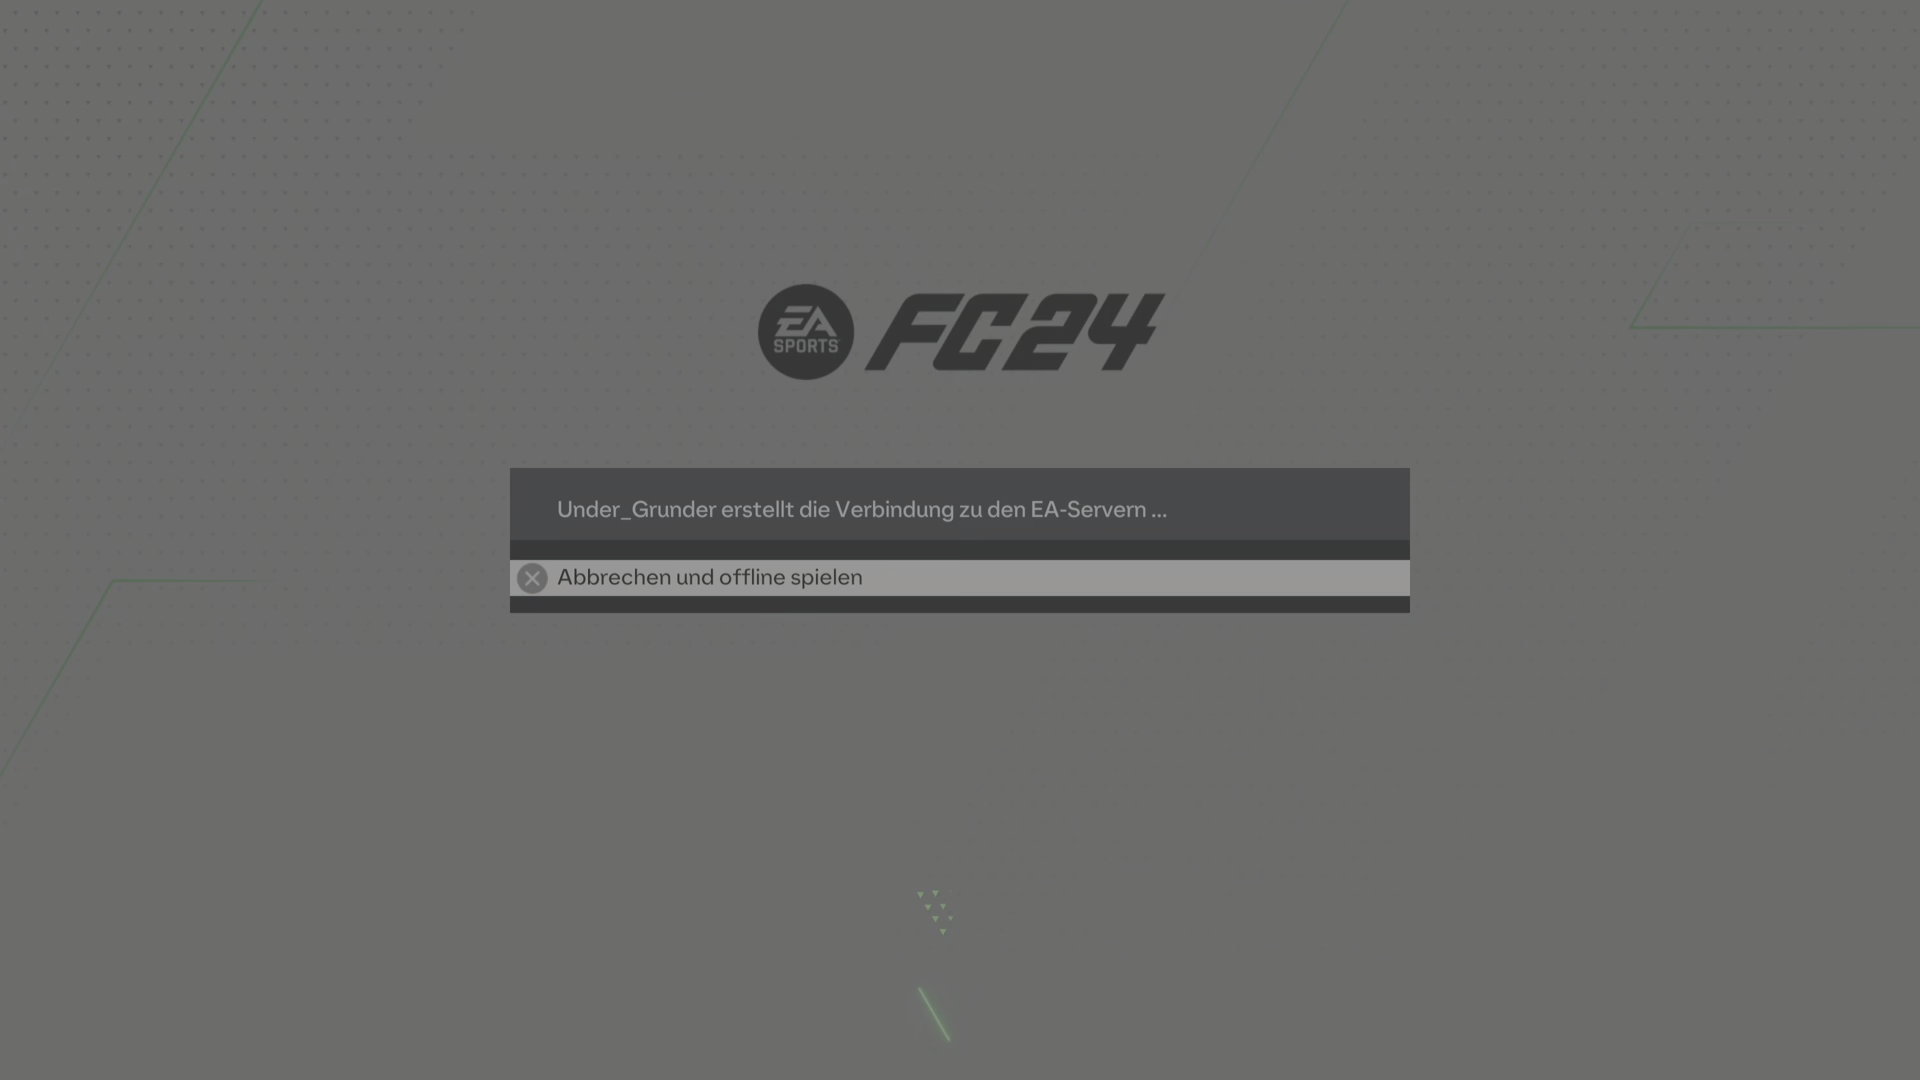 EA
SPORTS
FC24
Under_Grunder erstellt die Verbindung zu den EA-Servern ...
Abbrechen und offline spielen